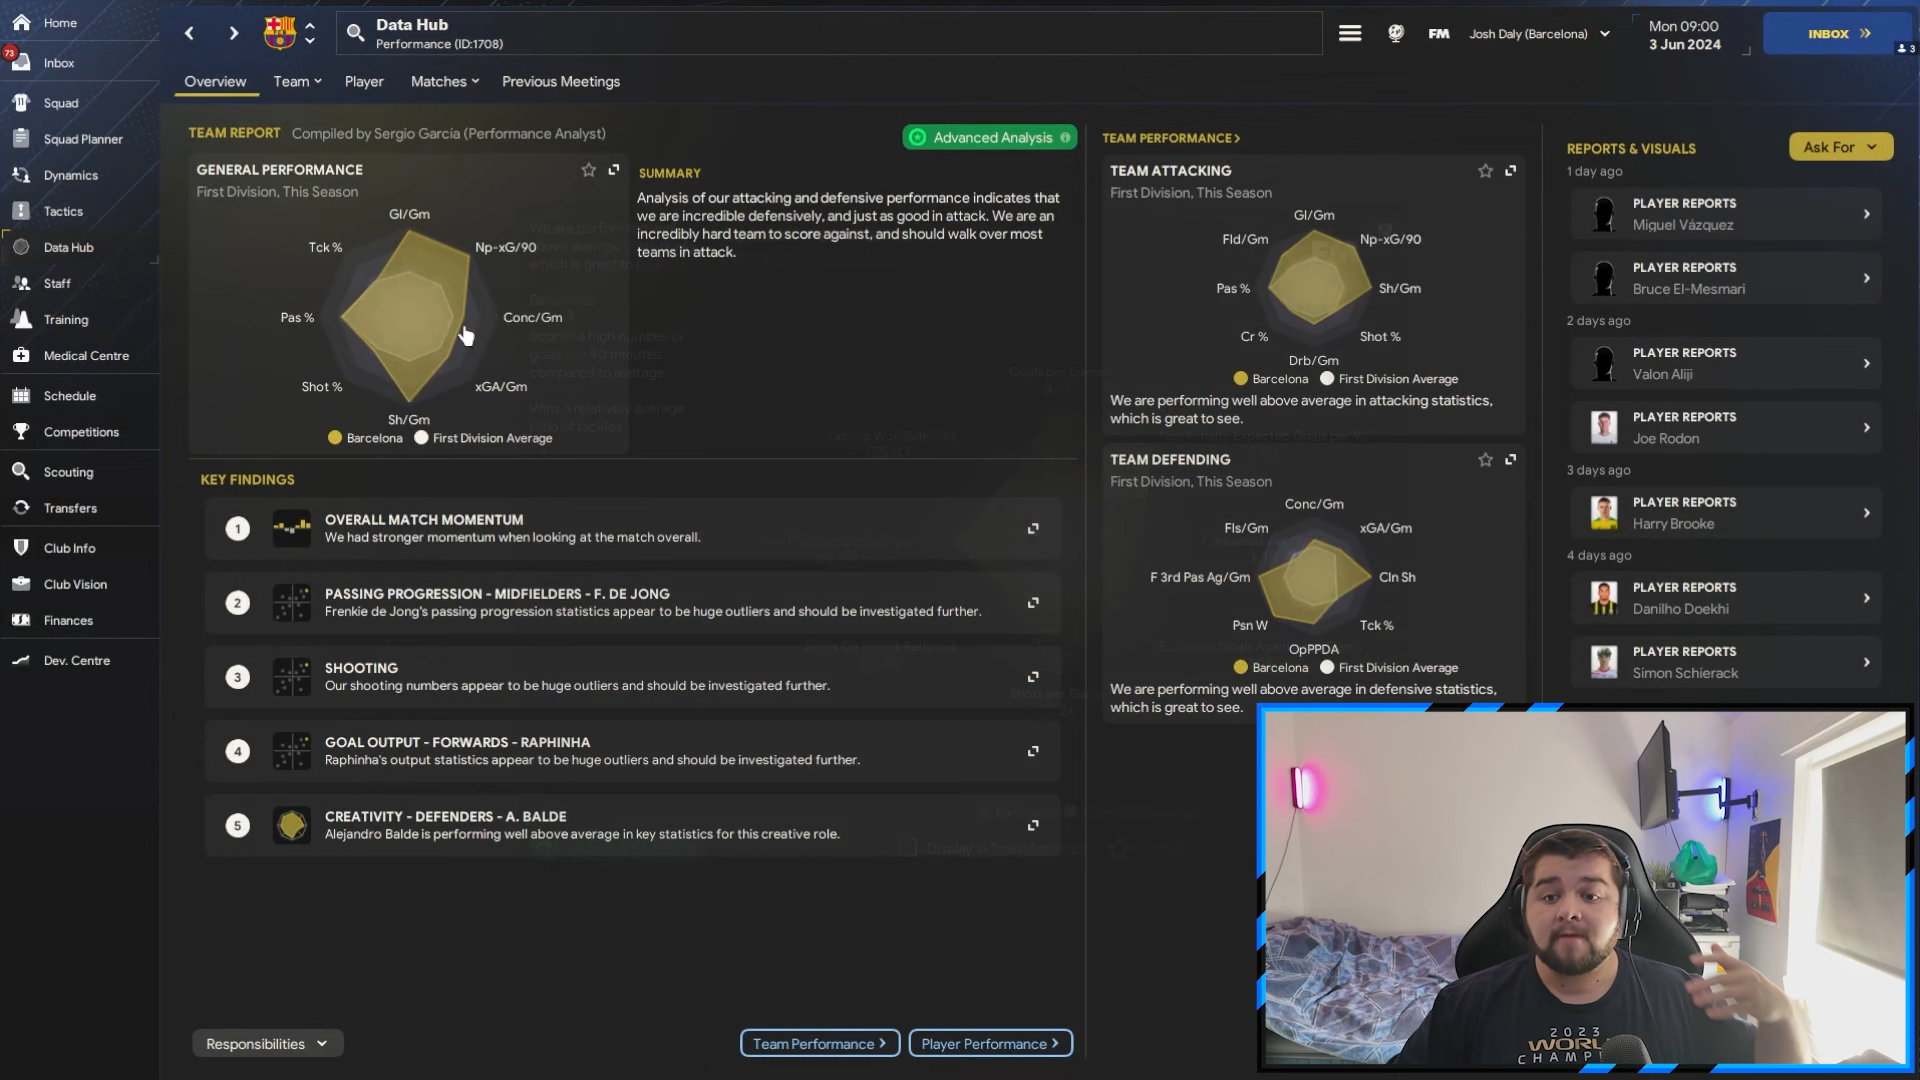 Home
Data Hub
Performance (ID:1708)
FM
Josh Daly (Barcelona)
Mon 09:00
3 Jun 2024
INBOX
3
73
Inbox
Squad
Squad Planner
Dynamics
Tactics
Data Hub
Staff
Training
Medical Centre
Schedule
Competitions
Scouting
Transfers
Club Info
Club Vision
Finances
Dev. Centre
Overview
Team
Player
Matches
Previous Meetings
TEAM REPORT Compiled by Sergio García (Performance Analyst)
Advanced Analysis
GENERAL PERFORMANCE
First Division, This Season
Gl/Gm
Tck %
Np-xG/90
Pas %
Conc/Gm
Shot %
xGA/Gm
Sh/Gm
Barcelona
First Division Average
SUMMARY
Analysis of our attacking and defensive performance indicates that
we are incredible defensively, and just as good in attack. We are an
incredibly hard team to score against, and should walk over most
teams in attack.
KEY FINDINGS
1
OVERALL MATCH MOMENTUM
We had stronger momentum when looking at the match overall.
2
PASSING PROGRESSION - MIDFIELDERS - F. DE JONG
Frenkie de Jong's passing progression statistics appear to be huge outliers and should be investigated further.
3
SHOOTING
Our shooting numbers appear to be huge outliers and should be investigated further.
4
GOAL OUTPUT - FORWARDS - RAPHINHA
Raphinha's output statistics appear to be huge outliers and should be investigated further.
5
CREATIVITY - DEFENDERS - A. BALDE
Alejandro Balde is performing well above average in key statistics for this creative role.
Responsibilities
Team Performance
Player Performance
TEAM PERFORMANCE
TEAM ATTACKING
First Division, This Season
Gl/Gm
Fld/Gm
Np-xG/90
Pas %
Sh/Gm
Cr %
Shot %
Drb/Gm
Barcelona
First Division Average
We are performing well above average in attacking statistics,
which is great to see.
TEAM DEFENDING
First Division, This Season
Conc/Gm
Fls/Gm
xGA/Gm
F 3rd Pas Ag/Gm
Cln Sh
Psn W
Tck %
OpPPDA
Barcelona
First Division Average
We are performing well above average in defensive statistics,
which is great to see.
REPORTS & VISUALS
Ask For
1 day ago
PLAYER REPORTS
Miguel Vázquez
PLAYER REPORTS
Bruce El-Mesmari
2 days ago
PLAYER REPORTS
Valon Aliji
PLAYER REPORTS
Joe Rodon
3 days ago
PLAYER REPORTS
Harry Brooke
4 days ago
PLAYER REPORTS
Danilho Doekhi
PLAYER REPORTS
Simon Schierack
2023